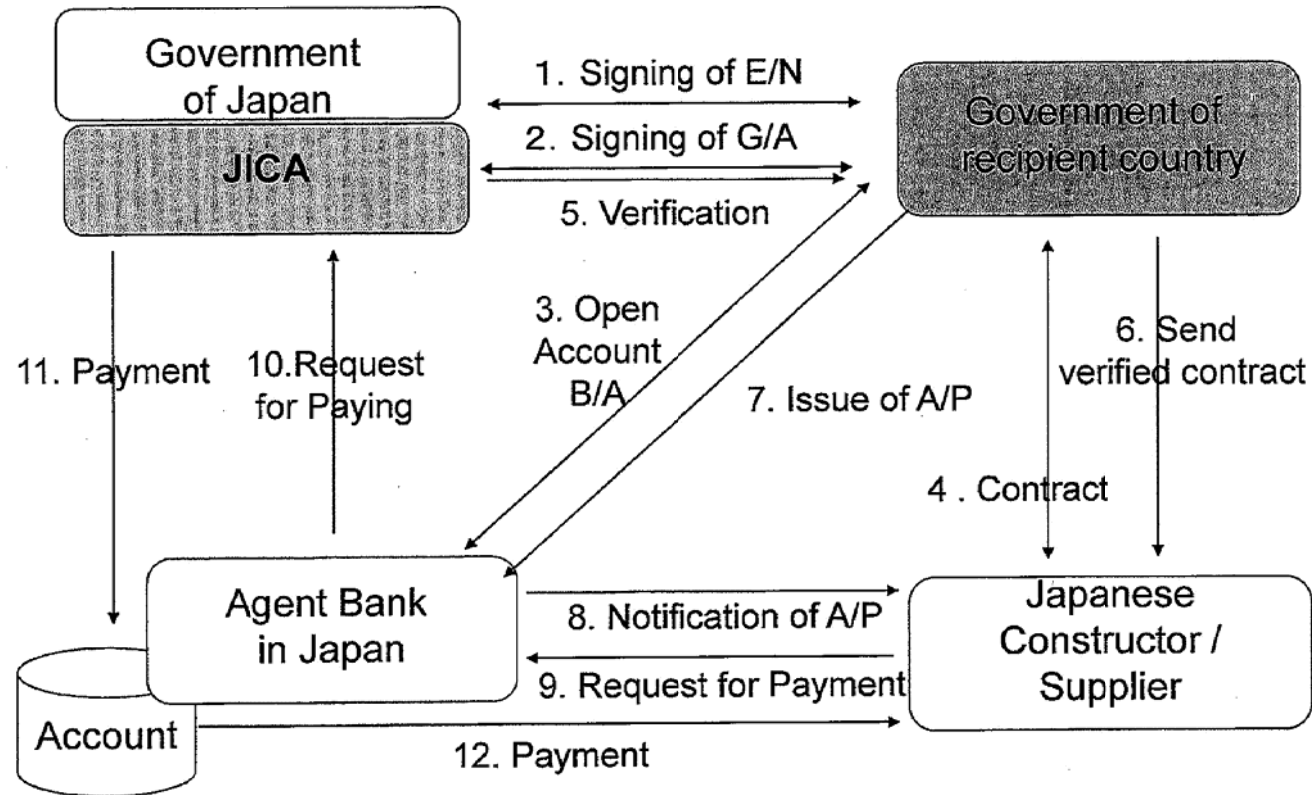 Government
of Japan
JICA
1. Signing of E/N
2. Signing of G/A
5. Verification
Government of
recipient country
11. Payment
10.Request
for Paying
3. Open
Account
B/A
7. Issue of A/P
6. Send
verified contract
4 . Contract
Agent Bank
in Japan
8. Notification of A/P
9. Request for Payment
Japanese
Constructor /
Supplier
Account
12. Payment